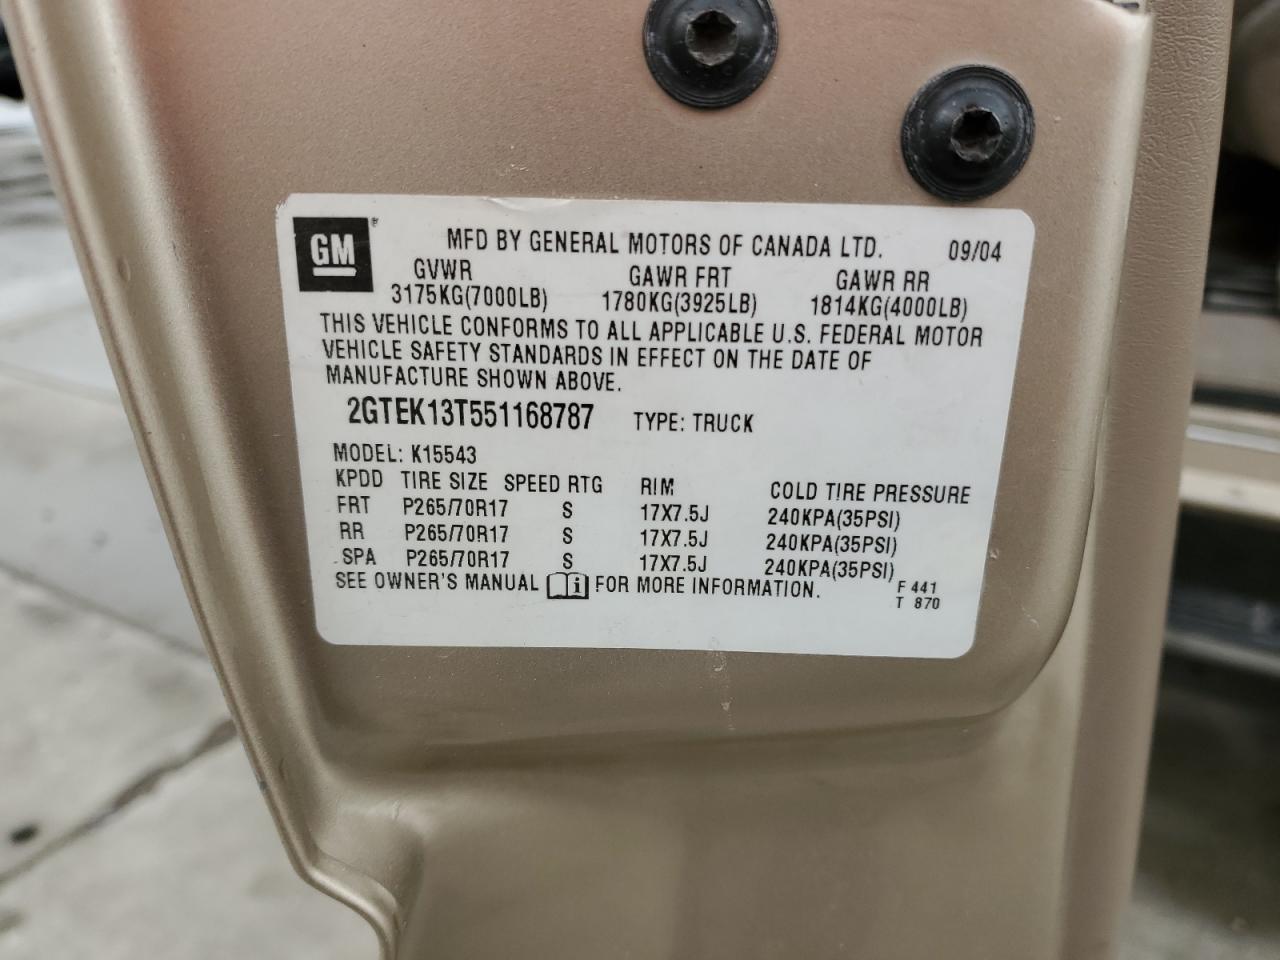 GM
MFD BY GENERAL MOTORS OF CANADA LTD. 09/04
GVWR GAWR FRT GAWR RR
3175KG(7000LB) 1780KG(3925LB) 1814KG(4000LB)
THIS VEHICLE CONFORMS TO ALL APPLICABLE U.S. FEDERAL MOTOR
VEHICLE SAFETY STANDARDS IN EFFECT ON THE DATE OF
MANUFACTURE SHOWN ABOVE.
2GTEK13T551168787 TYPE: TRUCK
MODEL: K15543
KPDD TIRE SIZE SPEED RTG RIM COLD TIRE PRESSURE
FRT P265/70R17 S 17X7.5J 240KPA(35PSI)
RR P265/70R17 S 17X7.5J 240KPA(35PSI)
SPA P265/70R17 S 17X7.5J 240KPA(35PSI)
SEE OWNER'S MANUAL i FOR MORE INFORMATION. F 441
T 870